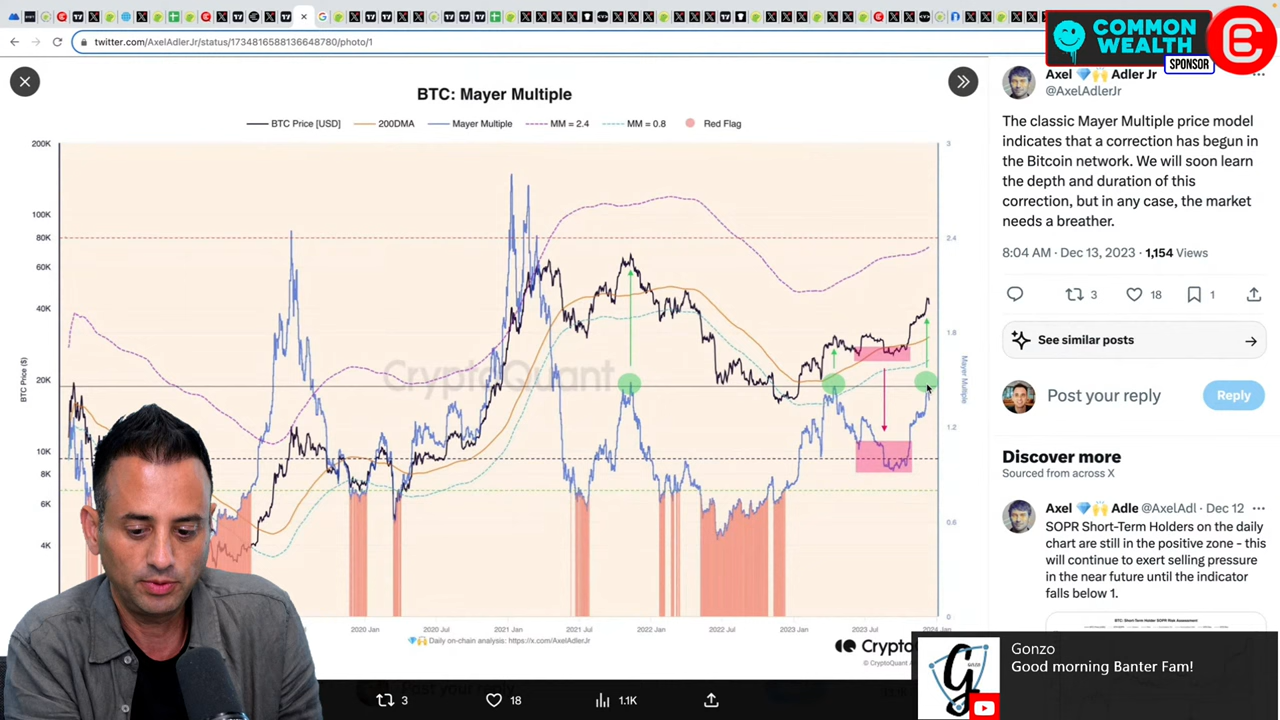 COMMON
WEALTH
SPONSOR
twitter.com/AxelAdlerJr/status/1734816588136648780/photo/1
BTC: Mayer Multiple
BTC Price [USD]
200DMA
Mayer Multiple
MM = 2.4
MM = 0.8
Red Flag
200K
100K
80K
60K
40K
20K
10K
8K
6K
4K
BTC Price ($)
3
2.4
1.8
1.2
0.6
0
Mayer Multiple
CryptoQuant
2020 Jan
2020 Jul
2021 Jan
2021 Jul
2022 Jan
2022 Jul
2023 Jan
2023 Jul
2024 Jan
Daily on-chain analysis: https://x.com/AxelAdlerJr
Crypto
© CryptoQuant
Post your reply
3
18
1.1K
Axel 💎🙌 Adler Jr
@AxelAdlerJr
The classic Mayer Multiple price model
indicates that a correction has begun in
the Bitcoin network. We will soon learn
the depth and duration of this
correction, but in any case, the market
needs a breather.
8:04 AM · Dec 13, 2023 · 1,154 Views
3
18
1
See similar posts
Post your reply
Reply
Discover more
Sourced from across X
Axel 💎🙌 Adle @AxelAdl · Dec 12
SOPR Short-Term Holders on the daily
chart are still in the positive zone - this
will continue to exert selling pressure
in the near future until the indicator
falls below 1.
Gonzo
Good morning Banter Fam!